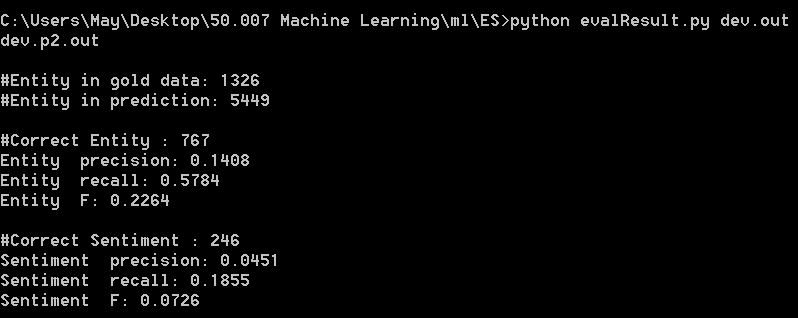 C:\Users\May\Desktop\50.007 Machine Learning\ml\ES>python evalResult.py dev.out
dev.p2.out
#Entity in gold data: 1326
#Entity in prediction: 5449
#Correct Entity : 767
Entity  precision: 0.1408
Entity  recall: 0.5784
Entity  F: 0.2264
#Correct Sentiment : 246
Sentiment  precision: 0.0451
Sentiment  recall: 0.1855
Sentiment  F: 0.0726